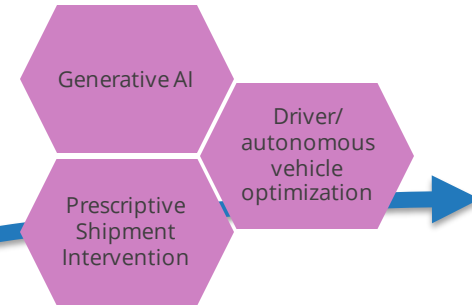 Generative AI
Driver/
autonomous
vehicle
optimization
Prescriptive
Shipment
Intervention